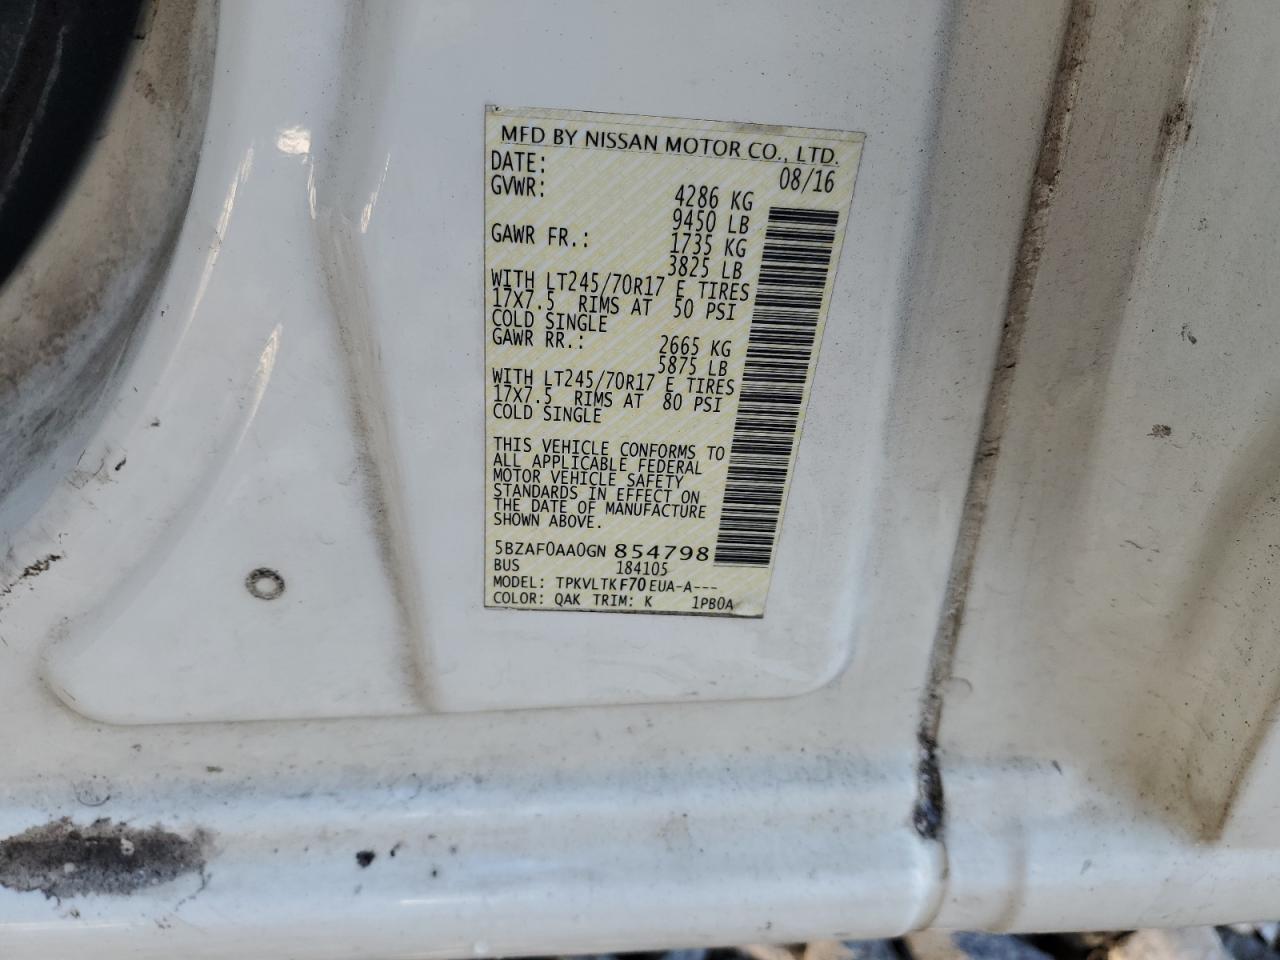 MFD BY NISSAN MOTOR CO., LTD.
DATE: 08/16
GVWR: 4286 KG
9450 LB
GAWR FR.: 1735 KG
3825 LB
WITH LT245/70R17 E TIRES
17X7.5 RIMS AT 50 PSI
COLD SINGLE
GAWR RR.: 2665 KG
5875 LB
WITH LT245/70R17 E TIRES
17X7.5 RIMS AT 80 PSI
COLD SINGLE
THIS VEHICLE CONFORMS TO
ALL APPLICABLE FEDERAL
MOTOR VEHICLE SAFETY
STANDARDS IN EFFECT ON
THE DATE OF MANUFACTURE
SHOWN ABOVE.
5BZAF0AA0GN 854798
BUS 184105
MODEL: TPKVLTKF70EUA-A---
COLOR: QAK TRIM: K 1PB0A